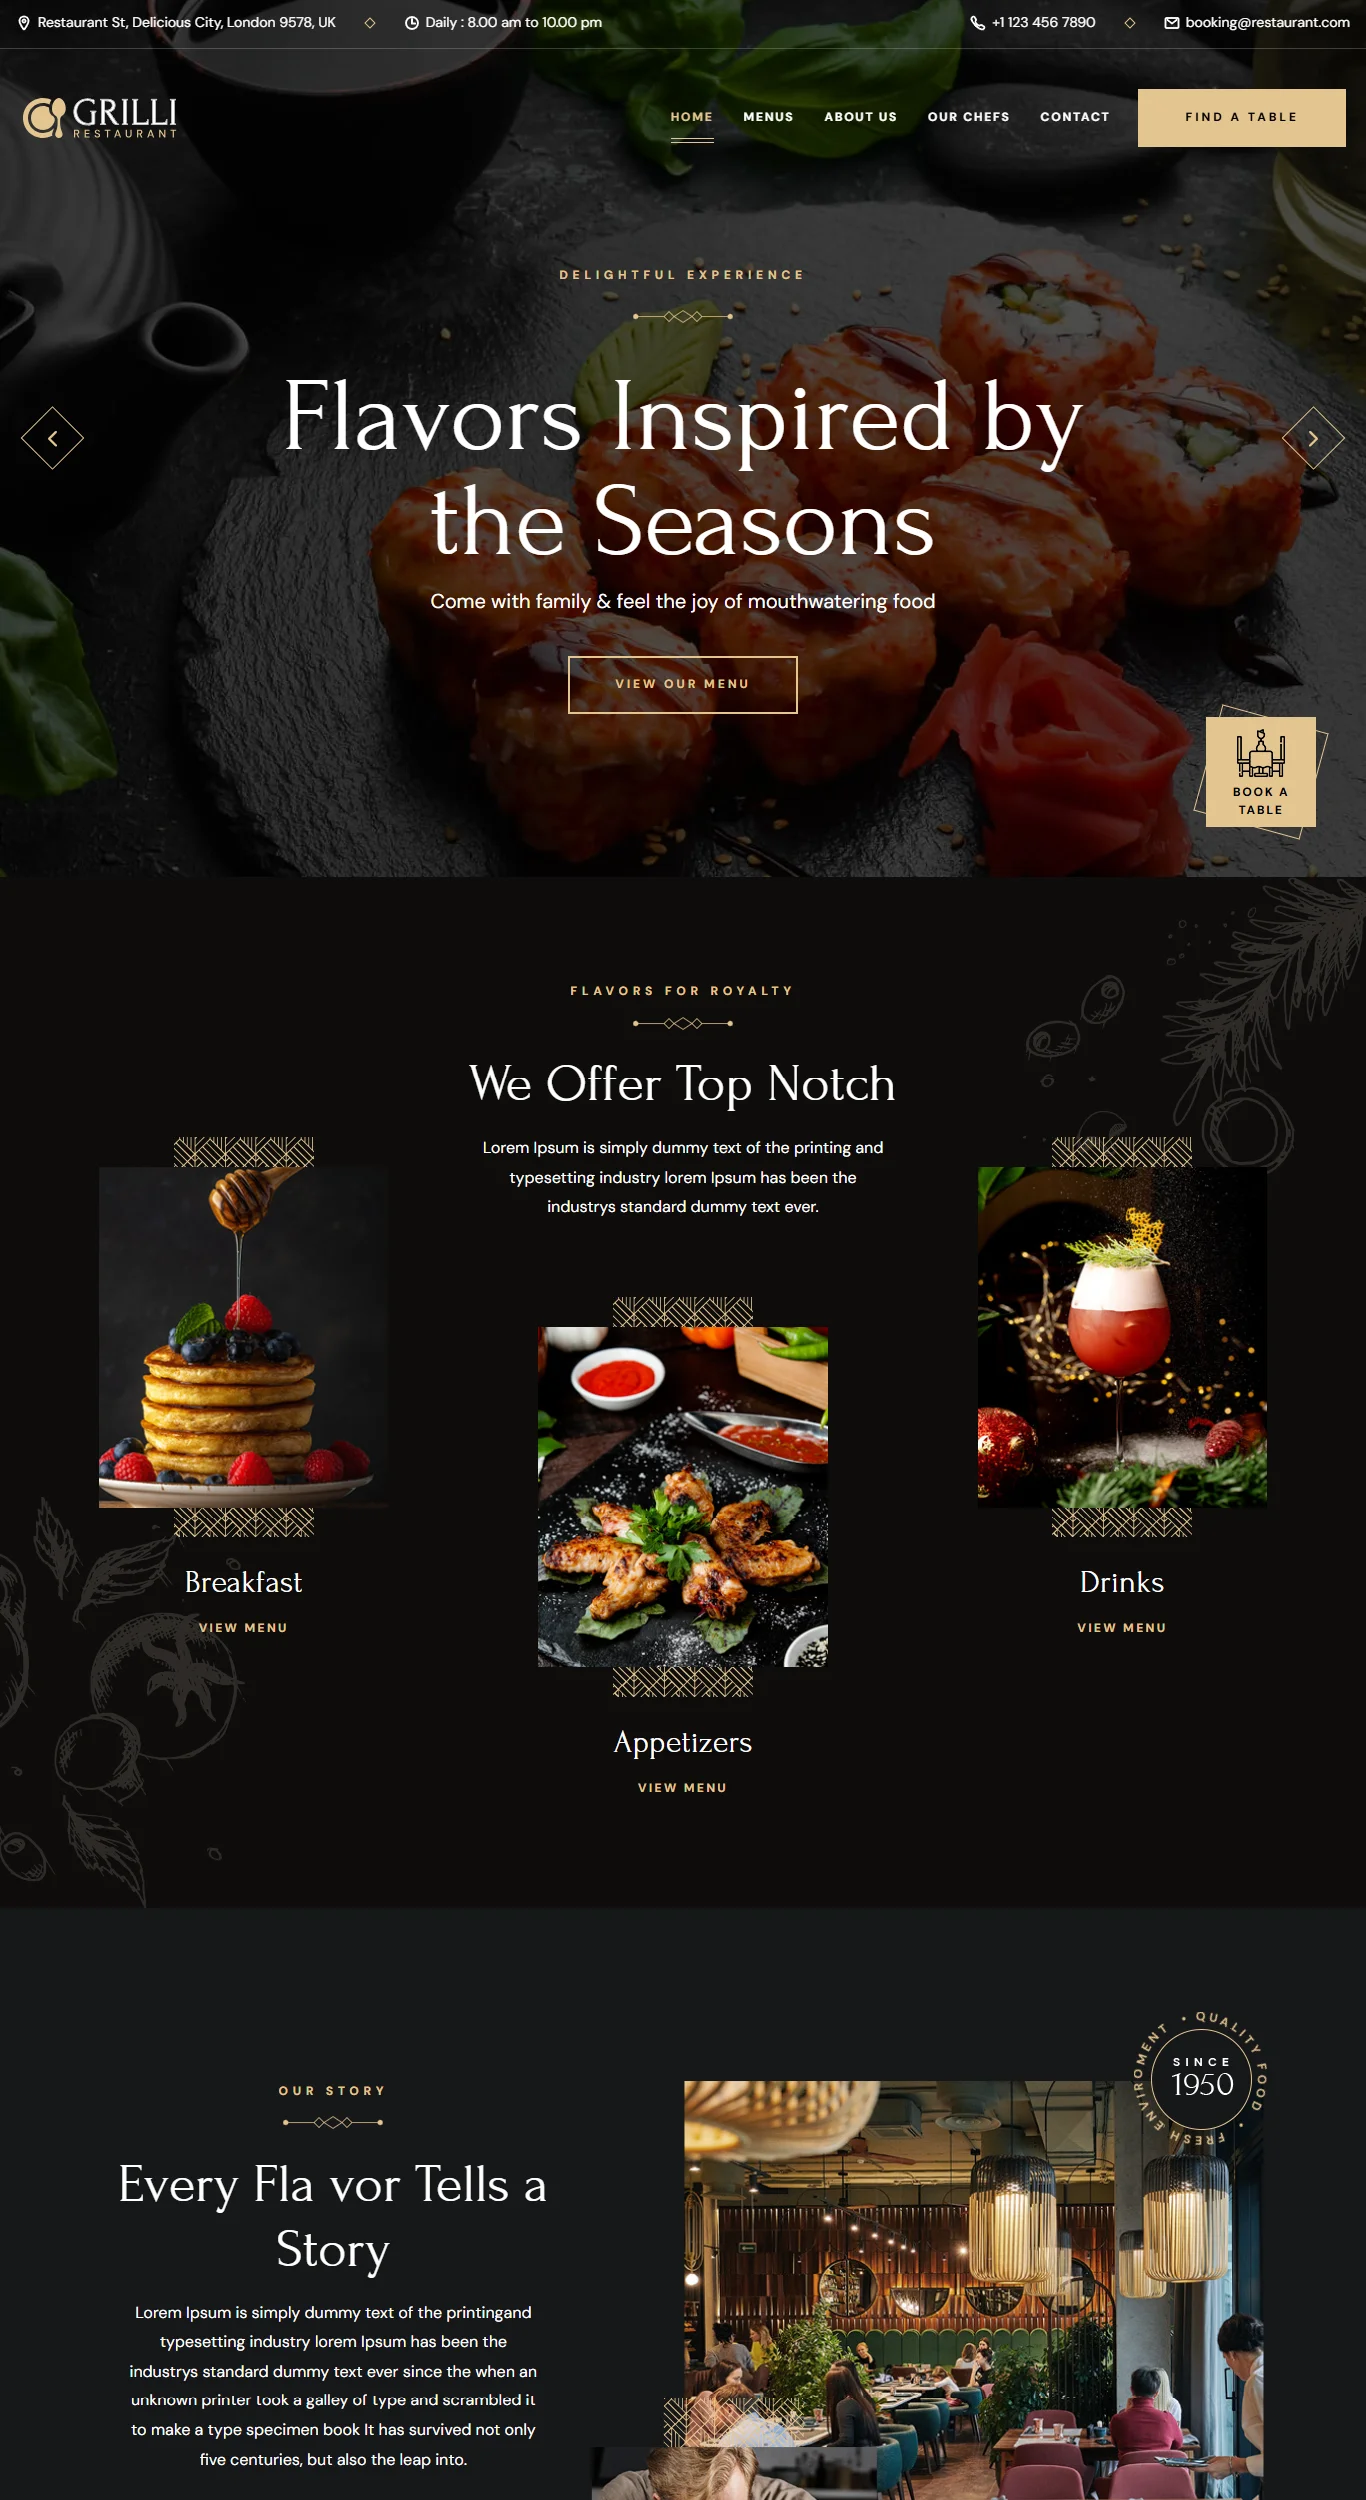 Restaurant St, Delicious City, London 9578, UK
Daily : 8.00 am to 10.00 pm
+1 123 456 7890
booking@restaurant.com
GRILLI
RESTAURANT
HOME
MENUS
ABOUT US
OUR CHEFS
CONTACT
FIND A TABLE
DELIGHTFUL EXPERIENCE
Flavors Inspired by
the Seasons
Come with family & feel the joy of mouthwatering food
VIEW OUR MENU
BOOK A
TABLE
FLAVORS FOR ROYALTY
We Offer Top Notch
Lorem Ipsum is simply dummy text of the printing and
typesetting industry lorem Ipsum has been the
industrys standard dummy text ever.
Breakfast
VIEW MENU
Appetizers
VIEW MENU
Drinks
VIEW MENU
OUR STORY
Every Fla vor Tells a
Story
Lorem Ipsum is simply dummy text of the printingand
typesetting industry lorem Ipsum has been the
industrys standard dummy text ever since the when an
unknown printer took a galley of type and scrambled it
to make a type specimen book It has survived not only
five centuries, but also the leap into.
• QUALITY FOOD • FRESH ENVIROMENT
SINCE
1950